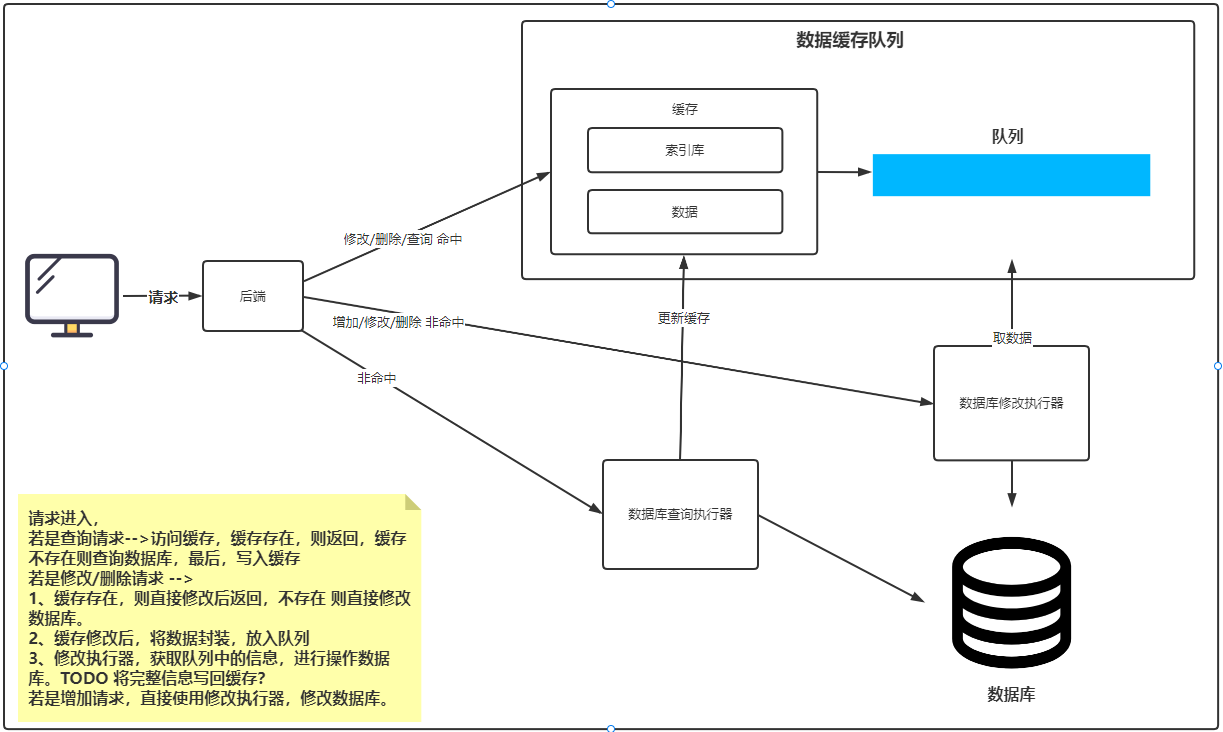 数据缓存队列
缓存
索引库
数据
队列
修改/删除/查询 命中
请求
后端
增加/修改/删除 非命中
更新缓存
取数据
非命中
数据库修改执行器
数据库查询执行器
请求进入，
若是查询请求-->访问缓存，缓存存在，则返回，缓存
不存在则查询数据库，最后，写入缓存
若是修改/删除请求 -->
1、缓存存在，则直接修改后返回，不存在 则直接修改
数据库。
2、缓存修改后，将数据封装，放入队列
3、修改执行器，获取队列中的信息，进行操作数据
库。TODO 将完整信息写回缓存？
若是增加请求，直接使用修改执行器，修改数据库。
数据库